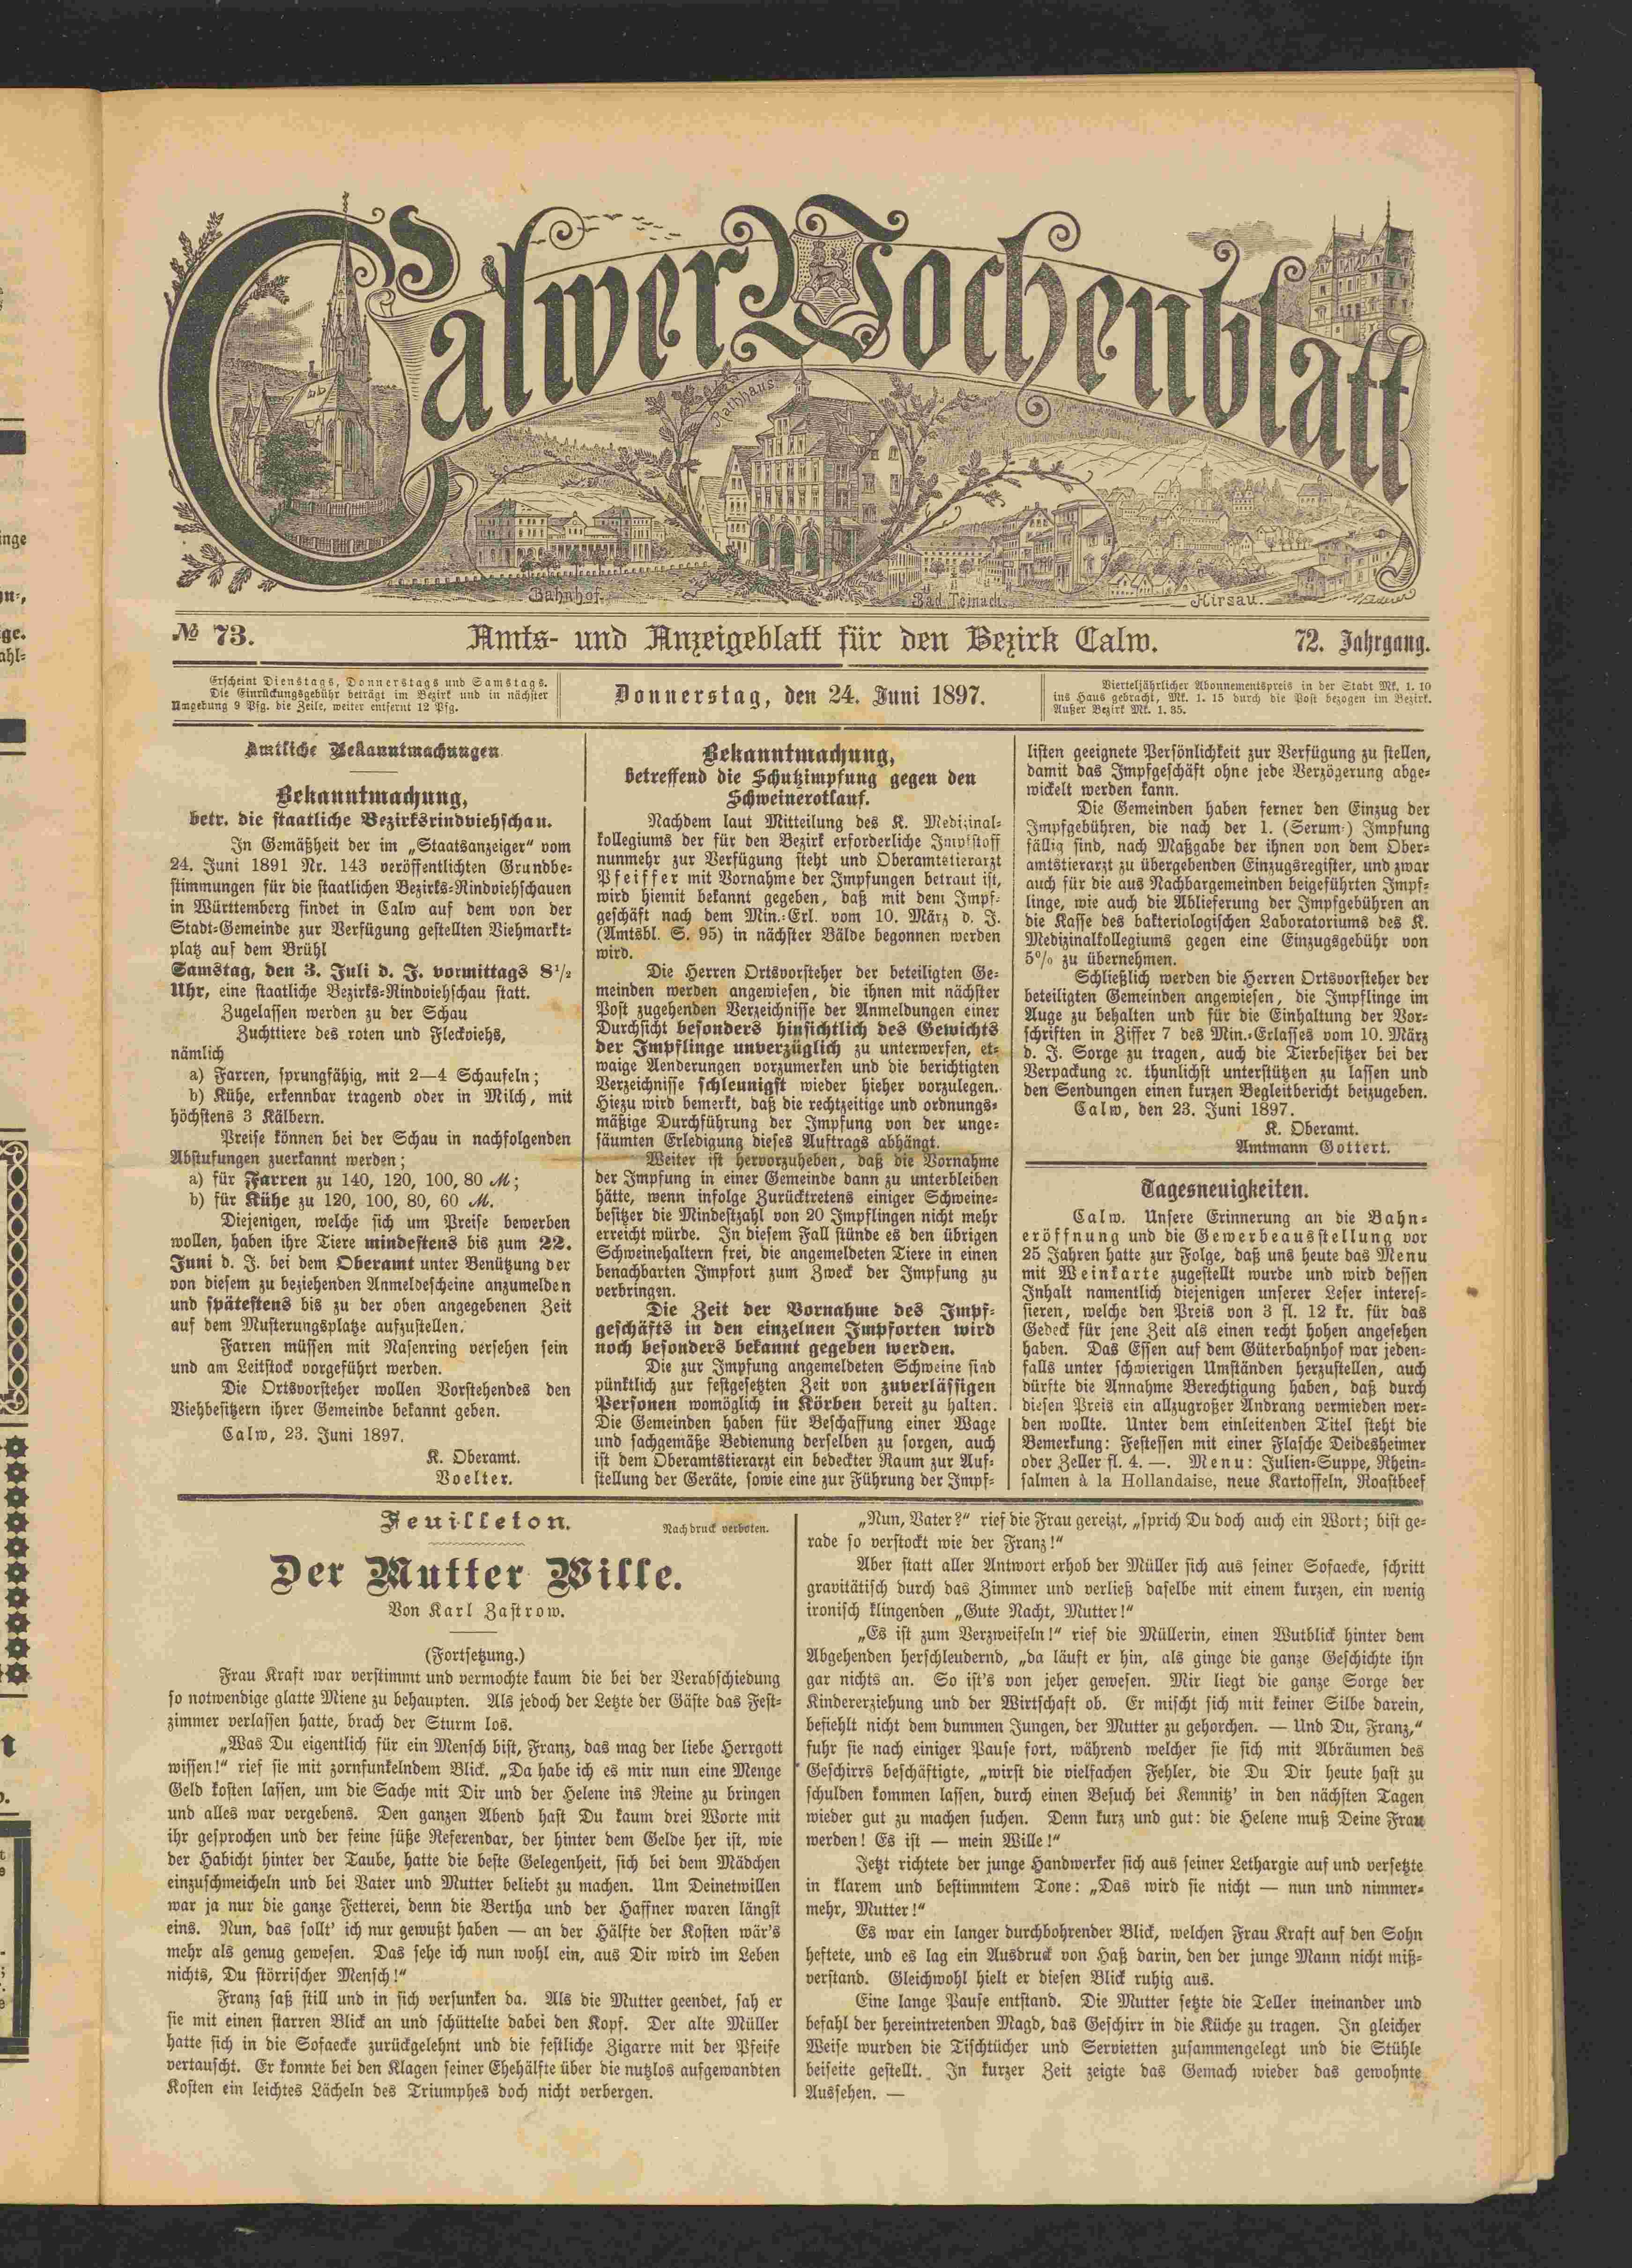 Calwer Wochenblatt
Rathhaus
Bahnhof.
Bad Teinach.
Hirsau.
№ 73.
Amts- und Anzeigeblatt für den Bezirk Calw.
72. Jahrgang.
Erscheint Dienstags, Donnerstags und Samstags.
Die Einrückungsgebühr beträgt im Bezirk und in nächster
Umgebung 9 Pfg. die Zeile, weiter entfernt 12 Pfg.
Donnerstag, den 24. Juni 1897.
Vierteljährlicher Abonnementspreis in der Stadt Mk. 1. 10
ins Haus gebracht, Mk. 1. 15 durch die Post bezogen im Bezirk.
Außer Bezirk Mk. 1. 35.
Amtliche Bekanntmachungen
Bekanntmachung,
betr. die staatliche Bezirksrindviehschau.
In Gemäßheit der im „Staatsanzeiger“ vom
24. Juni 1891 Nr. 143 veröffentlichten Grundbe-
stimmungen für die staatlichen Bezirks-Rindviehschauen
in Württemberg findet in Calw auf dem von der
Stadt-Gemeinde zur Verfügung gestellten Viehmarkt-
platz auf dem Brühl
Samstag, den 3. Juli d. J. vormittags 8½
Uhr, eine staatliche Bezirks-Rindviehschau statt.
Zugelassen werden zu der Schau
Zuchttiere des roten und Fleckviehs,
nämlich
a) Farren, sprungfähig, mit 2—4 Schaufeln;
b) Kühe, erkennbar tragend oder in Milch, mit
höchstens 3 Kälbern.
Preise können bei der Schau in nachfolgenden
Abstufungen zuerkannt werden;
a) für Farren zu 140, 120, 100, 80 ℳ;
b) für Kühe zu 120, 100, 80, 60 ℳ.
Diejenigen, welche sich um Preise bewerben
wollen, haben ihre Tiere mindestens bis zum 22.
Juni d. J. bei dem Oberamt unter Benützung der
von diesem zu beziehenden Anmeldescheine anzumelden
und spätestens bis zu der oben angegebenen Zeit
auf dem Musterungsplatze aufzustellen.
Farren müssen mit Nasenring versehen sein
und am Leitstock vorgeführt werden.
Die Ortsvorsteher wollen Vorstehendes den
Viehbesitzern ihrer Gemeinde bekannt geben.
Calw, 23. Juni 1897.
K. Oberamt.
Voelter.
Bekanntmachung,
betreffend die Schutzimpfung gegen den
Schweinerotlauf.
Nachdem laut Mitteilung des K. Medizinal-
kollegiums der für den Bezirk erforderliche Impfstoff
nunmehr zur Verfügung steht und Oberamtstierarzt
Pfeiffer mit Vornahme der Impfungen betraut ist,
wird hiemit bekannt gegeben, daß mit dem Impf-
geschäft nach dem Min.-Erl. vom 10. März d. J.
(Amtsbl. S. 95) in nächster Bälde begonnen werden
wird.
Die Herren Ortsvorsteher der beteiligten Ge-
meinden werden angewiesen, die ihnen mit nächster
Post zugehenden Verzeichnisse der Anmeldungen einer
Durchsicht besonders hinsichtlich des Gewichts
der Impflinge unverzüglich zu unterwerfen, et-
waige Aenderungen vorzumerken und die berichtigten
Verzeichnisse schleunigst wieder hieher vorzulegen.
Hiezu wird bemerkt, daß die rechtzeitige und ordnungs-
mäßige Durchführung der Impfung von der unge-
säumten Erledigung dieses Auftrags abhängt.
Weiter ist hervorzuheben, daß die Vornahme
der Impfung in einer Gemeinde dann zu unterbleiben
hätte, wenn infolge Zurücktretens einiger Schweine-
besitzer die Mindestzahl von 20 Impflingen nicht mehr
erreicht würde. In diesem Fall stünde es den übrigen
Schweinehaltern frei, die angemeldeten Tiere in einen
benachbarten Impfort zum Zweck der Impfung zu
verbringen.
Die Zeit der Vornahme des Impf-
geschäfts in den einzelnen Impforten wird
noch besonders bekannt gegeben werden.
Die zur Impfung angemeldeten Schweine sind
pünktlich zur festgesetzten Zeit von zuverlässigen
Personen womöglich in Körben bereit zu halten.
Die Gemeinden haben für Beschaffung einer Wage
und sachgemäße Bedienung derselben zu sorgen, auch
ist dem Oberamtstierarzt ein bedeckter Raum zur Auf-
stellung der Geräte, sowie eine zur Führung der Impf-
listen geeignete Persönlichkeit zur Verfügung zu stellen,
damit das Impfgeschäft ohne jede Verzögerung abge-
wickelt werden kann.
Die Gemeinden haben ferner den Einzug der
Impfgebühren, die nach der 1. (Serum-) Impfung
fällig sind, nach Maßgabe der ihnen von dem Ober-
amtstierarzt zu übergebenden Einzugsregister, und zwar
auch für die aus Nachbargemeinden beigeführten Impf-
linge, wie auch die Ablieferung der Impfgebühren an
die Kasse des bakteriologischen Laboratoriums des K.
Medizinalkollegiums gegen eine Einzugsgebühr von
5% zu übernehmen.
Schließlich werden die Herren Ortsvorsteher der
beteiligten Gemeinden angewiesen, die Impflinge im
Auge zu behalten und für die Einhaltung der Vor-
schriften in Ziffer 7 des Min.-Erlasses vom 10. März
d. J. Sorge zu tragen, auch die Tierbesitzer bei der
Verpackung ꝛc. thunlichst unterstützen zu lassen und
den Sendungen einen kurzen Begleitbericht beizugeben.
Calw, den 23. Juni 1897.
K. Oberamt.
Amtmann Gottert.
Tagesneuigkeiten.
Calw. Unsere Erinnerung an die Bahn-
eröffnung und die Gewerbeausstellung vor
25 Jahren hatte zur Folge, daß uns heute das Menu
mit Weinkarte zugestellt wurde und wird dessen
Inhalt namentlich diejenigen unserer Leser interes-
sieren, welche den Preis von 3 fl. 12 kr. für das
Gedeck für jene Zeit als einen recht hohen angesehen
haben. Das Essen auf dem Güterbahnhof war jeden-
falls unter schwierigen Umständen herzustellen, auch
dürfte die Annahme Berechtigung haben, daß durch
diesen Preis ein allzugroßer Andrang vermieden wer-
den wollte. Unter dem einleitenden Titel steht die
Bemerkung: Festessen mit einer Flasche Deidesheimer
oder Zeller fl. 4. —. Menu: Julien-Suppe, Rhein-
salmen à la Hollandaise, neue Kartoffeln, Roastbeef
Feuilleton.
Nachdruck verboten.
Der Mutter Wille.
Von Karl Zastrow.
(Fortsetzung.)
Frau Kraft war verstimmt und vermochte kaum die bei der Verabschiedung
so notwendige glatte Miene zu behaupten. Als jedoch der Letzte der Gäste das Fest-
zimmer verlassen hatte, brach der Sturm los.
„Was Du eigentlich für ein Mensch bist, Franz, das mag der liebe Herrgott
wissen!“ rief sie mit zornfunkelndem Blick. „Da habe ich es mir nun eine Menge
Geld kosten lassen, um die Sache mit Dir und der Helene ins Reine zu bringen
und alles war vergebens. Den ganzen Abend hast Du kaum drei Worte mit
ihr gesprochen und der feine süße Referendar, der hinter dem Gelde her ist, wie
der Habicht hinter der Taube, hatte die beste Gelegenheit, sich bei dem Mädchen
einzuschmeicheln und bei Vater und Mutter beliebt zu machen. Um Deinetwillen
war ja nur die ganze Fetterei, denn die Bertha und der Haffner waren längst
eins. Nun, das sollt' ich nur gewußt haben — an der Hälfte der Kosten wär's
mehr als genug gewesen. Das sehe ich nun wohl ein, aus Dir wird im Leben
nichts, Du störrischer Mensch!“
Franz saß still und in sich versunken da. Als die Mutter geendet, sah er
sie mit einen starren Blick an und schüttelte dabei den Kopf. Der alte Müller
hatte sich in die Sofaecke zurückgelehnt und die festliche Zigarre mit der Pfeife
vertauscht. Er konnte bei den Klagen seiner Ehehälfte über die nutzlos aufgewandten
Kosten ein leichtes Lächeln des Triumphes doch nicht verbergen.
„Nun, Vater?“ rief die Frau gereizt, „sprich Du doch auch ein Wort; bist ge-
rade so verstockt wie der Franz!“
Aber statt aller Antwort erhob der Müller sich aus seiner Sofaecke, schritt
gravitätisch durch das Zimmer und verließ daselbe mit einem kurzen, ein wenig
ironisch klingenden „Gute Nacht, Mutter!“
„Es ist zum Verzweifeln!“ rief die Müllerin, einen Wutblick hinter dem
Abgehenden herschleudernd, „da läuft er hin, als ginge die ganze Geschichte ihn
gar nichts an. So ist's von jeher gewesen. Mir liegt die ganze Sorge der
Kindererziehung und der Wirtschaft ob. Er mischt sich mit keiner Silbe darein,
befiehlt nicht dem dummen Jungen, der Mutter zu gehorchen. — Und Du, Franz,“
fuhr sie nach einiger Pause fort, während welcher sie sich mit Abräumen des
Geschirrs beschäftigte, „wirst die vielfachen Fehler, die Du Dir heute hast zu
schulden kommen lassen, durch einen Besuch bei Kemnitz' in den nächsten Tagen
wieder gut zu machen suchen. Denn kurz und gut: die Helene muß Deine Frau
werden! Es ist — mein Wille!“
Jetzt richtete der junge Handwerker sich aus seiner Lethargie auf und versetzte
in klarem und bestimmtem Tone: „Das wird sie nicht — nun und nimmer-
mehr, Mutter!“
Es war ein langer durchbohrender Blick, welchen Frau Kraft auf den Sohn
heftete, und es lag ein Ausdruck von Haß darin, den der junge Mann nicht miß-
verstand. Gleichwohl hielt er diesen Blick ruhig aus.
Eine lange Pause entstand. Die Mutter setzte die Teller ineinander und
befahl der hereintretenden Magd, das Geschirr in die Küche zu tragen. In gleicher
Weise wurden die Tischtücher und Servietten zusammengelegt und die Stühle
beiseite gestellt. In kurzer Zeit zeigte das Gemach wieder das gewohnte
Aussehen. —